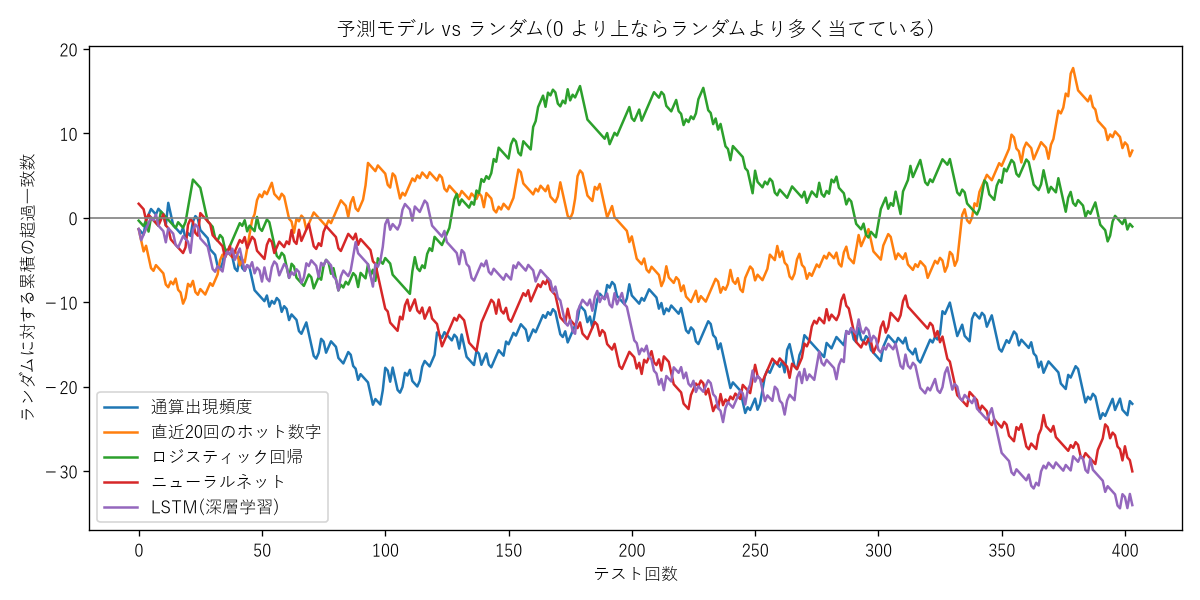 予測モデル vs ランダム(0 より上ならランダムより多く当てている)
ランダムに対する累積の超過一致数
20
10
0
−10
−20
−30
通算出現頻度
直近20回のホット数字
ロジスティック回帰
ニューラルネット
LSTM(深層学習)
0 50 100 150 200 250 300 350 400
テスト回数